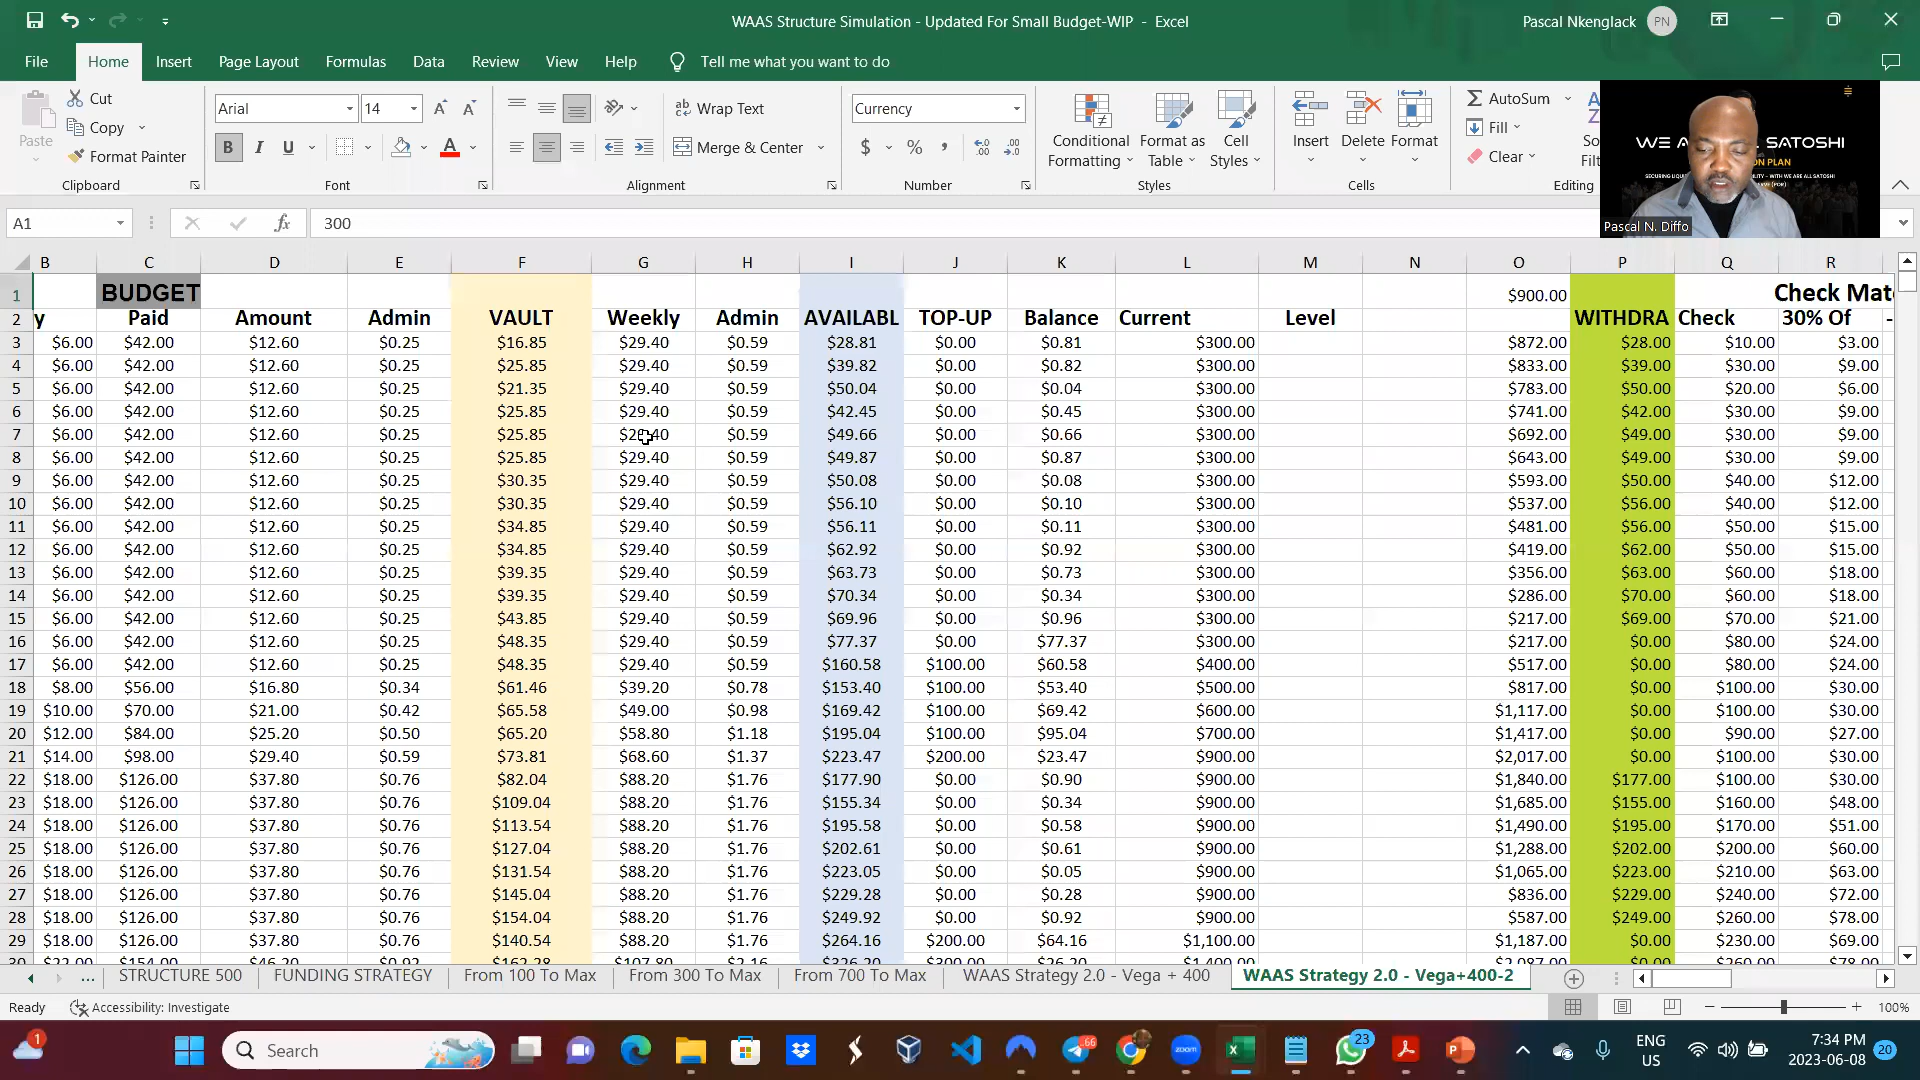 WAAS Structure Simulation - Updated For Small Budget-WIP - Excel
Pascal Nkenglack PN
File Home Insert Page Layout Formulas Data Review View Help Tell me what you want to do
Cut
Copy
Format Painter
Paste
Clipboard
Arial 14
Font
Wrap Text
Merge & Center
Alignment
Currency
Number
Conditional Formatting
Format as Table
Cell Styles
Styles
Insert Delete Format
Cells
AutoSum
Fill
Clear
Editing
WE A L SATOSHI
ON PLAN
Pascal N. Diffo
A1 fx 300
B C D E F G H I J K L M N O P Q R
1 BUDGET $900.00 Check Mat
2 y Paid Amount Admin VAULT Weekly Admin AVAILABL TOP-UP Balance Current Level WITHDRA Check 30% Of -
3 $6.00 $42.00 $12.60 $0.25 $16.85 $29.40 $0.59 $28.81 $0.00 $0.81 $300.00 $872.00 $28.00 $10.00 $3.00
4 $6.00 $42.00 $12.60 $0.25 $25.85 $29.40 $0.59 $39.82 $0.00 $0.82 $300.00 $833.00 $39.00 $30.00 $9.00
5 $6.00 $42.00 $12.60 $0.25 $21.35 $29.40 $0.59 $50.04 $0.00 $0.04 $300.00 $783.00 $50.00 $20.00 $6.00
6 $6.00 $42.00 $12.60 $0.25 $25.85 $29.40 $0.59 $42.45 $0.00 $0.45 $300.00 $741.00 $42.00 $30.00 $9.00
7 $6.00 $42.00 $12.60 $0.25 $25.85 $29.40 $0.59 $49.66 $0.00 $0.66 $300.00 $692.00 $49.00 $30.00 $9.00
8 $6.00 $42.00 $12.60 $0.25 $25.85 $29.40 $0.59 $49.87 $0.00 $0.87 $300.00 $643.00 $49.00 $30.00 $9.00
9 $6.00 $42.00 $12.60 $0.25 $30.35 $29.40 $0.59 $50.08 $0.00 $0.08 $300.00 $593.00 $50.00 $40.00 $12.00
10 $6.00 $42.00 $12.60 $0.25 $30.35 $29.40 $0.59 $56.10 $0.00 $0.10 $300.00 $537.00 $56.00 $40.00 $12.00
11 $6.00 $42.00 $12.60 $0.25 $34.85 $29.40 $0.59 $56.11 $0.00 $0.11 $300.00 $481.00 $56.00 $50.00 $15.00
12 $6.00 $42.00 $12.60 $0.25 $34.85 $29.40 $0.59 $62.92 $0.00 $0.92 $300.00 $419.00 $62.00 $50.00 $15.00
13 $6.00 $42.00 $12.60 $0.25 $39.35 $29.40 $0.59 $63.73 $0.00 $0.73 $300.00 $356.00 $63.00 $60.00 $18.00
14 $6.00 $42.00 $12.60 $0.25 $39.35 $29.40 $0.59 $70.34 $0.00 $0.34 $300.00 $286.00 $70.00 $60.00 $18.00
15 $6.00 $42.00 $12.60 $0.25 $43.85 $29.40 $0.59 $69.96 $0.00 $0.96 $300.00 $217.00 $69.00 $70.00 $21.00
16 $6.00 $42.00 $12.60 $0.25 $48.35 $29.40 $0.59 $77.37 $0.00 $77.37 $300.00 $217.00 $0.00 $80.00 $24.00
17 $6.00 $42.00 $12.60 $0.25 $48.35 $29.40 $0.59 $160.58 $100.00 $60.58 $400.00 $517.00 $0.00 $80.00 $24.00
18 $8.00 $56.00 $16.80 $0.34 $61.46 $39.20 $0.78 $153.40 $100.00 $53.40 $500.00 $817.00 $0.00 $100.00 $30.00
19 $10.00 $70.00 $21.00 $0.42 $65.58 $49.00 $0.98 $169.42 $100.00 $69.42 $600.00 $1,117.00 $0.00 $100.00 $30.00
20 $12.00 $84.00 $25.20 $0.50 $65.20 $58.80 $1.18 $195.04 $100.00 $95.04 $700.00 $1,417.00 $0.00 $90.00 $27.00
21 $14.00 $98.00 $29.40 $0.59 $73.81 $68.60 $1.37 $223.47 $200.00 $23.47 $900.00 $2,017.00 $0.00 $100.00 $30.00
22 $18.00 $126.00 $37.80 $0.76 $82.04 $88.20 $1.76 $177.90 $0.00 $0.90 $900.00 $1,840.00 $177.00 $100.00 $30.00
23 $18.00 $126.00 $37.80 $0.76 $109.04 $88.20 $1.76 $155.34 $0.00 $0.34 $900.00 $1,685.00 $155.00 $160.00 $48.00
24 $18.00 $126.00 $37.80 $0.76 $113.54 $88.20 $1.76 $195.58 $0.00 $0.58 $900.00 $1,490.00 $195.00 $170.00 $51.00
25 $18.00 $126.00 $37.80 $0.76 $127.04 $88.20 $1.76 $202.61 $0.00 $0.61 $900.00 $1,288.00 $202.00 $200.00 $60.00
26 $18.00 $126.00 $37.80 $0.76 $131.54 $88.20 $1.76 $223.05 $0.00 $0.05 $900.00 $1,065.00 $223.00 $210.00 $63.00
27 $18.00 $126.00 $37.80 $0.76 $145.04 $88.20 $1.76 $229.28 $0.00 $0.28 $900.00 $836.00 $229.00 $240.00 $72.00
28 $18.00 $126.00 $37.80 $0.76 $154.04 $88.20 $1.76 $249.92 $0.00 $0.92 $900.00 $587.00 $249.00 $260.00 $78.00
29 $18.00 $126.00 $37.80 $0.76 $140.54 $88.20 $1.76 $264.16 $200.00 $64.16 $1,100.00 $1,187.00 $0.00 $230.00 $69.00
... STRUCTURE 500 FUNDING STRATEGY From 100 To Max From 300 To Max From 700 To Max WAAS Strategy 2.0 - Vega + 400 WAAS Strategy 2.0 - Vega+400-2
Ready Accessibility: Investigate 100%
1 Search .66 zoom 23 ENG US 7:34 PM 2023-06-08 20